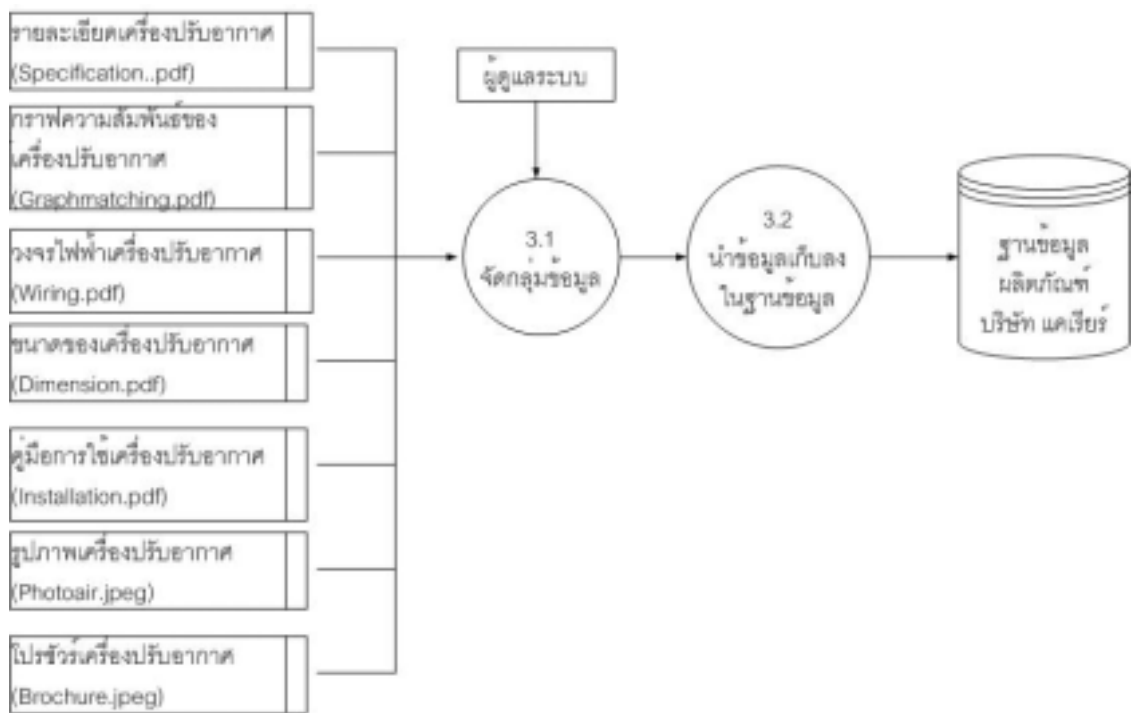 รายละเอียดเครื่องปรับอากาศ
(Specification..pdf)
กราฟความสัมพันธ์ของ
เครื่องปรับอากาศ
(Graphmatching.pdf)
วงจรไฟฟ้าเครื่องปรับอากาศ
(Wiring.pdf)
ขนาดของเครื่องปรับอากาศ
(Dimension.pdf)
คู่มือการใช้เครื่องปรับอากาศ
(Installation.pdf)
รูปภาพเครื่องปรับอากาศ
(Photoair.jpeg)
โปรชัวร์เครื่องปรับอากาศ
(Brochure.jpeg)
ผู้ดูแลระบบ
3.1
จัดกลุ่มข้อมูล
3.2
นำข้อมูลเก็บลง
ในฐานข้อมูล
ฐานข้อมูล
ผลิตภัณฑ์
บริษัท แคเรียร์